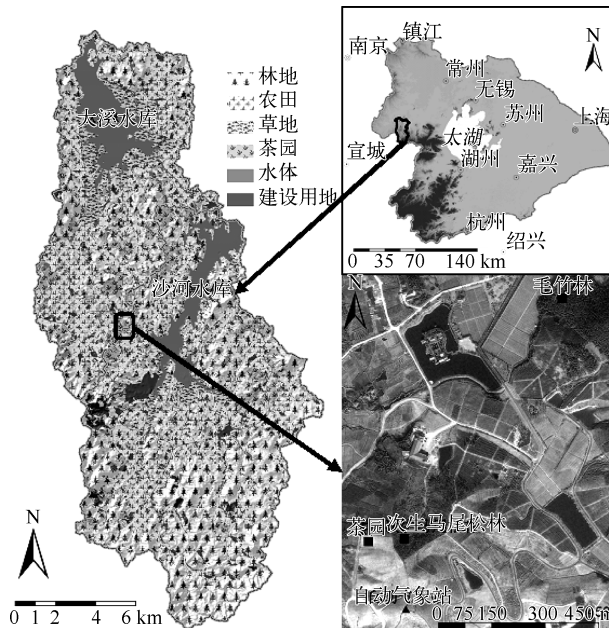 大溪水库
沙河水库
林地
农田
草地
茶园
水体
建设用地
N
0 1 2 4 6 km
N
镇江
南京
常州
无锡
苏州
上海
太湖
宣城
湖州
嘉兴
杭州
绍兴
0 35 70 140 km
N
毛竹林
茶园
次生马尾松林
自动气象站
0 75 150 300 450 m